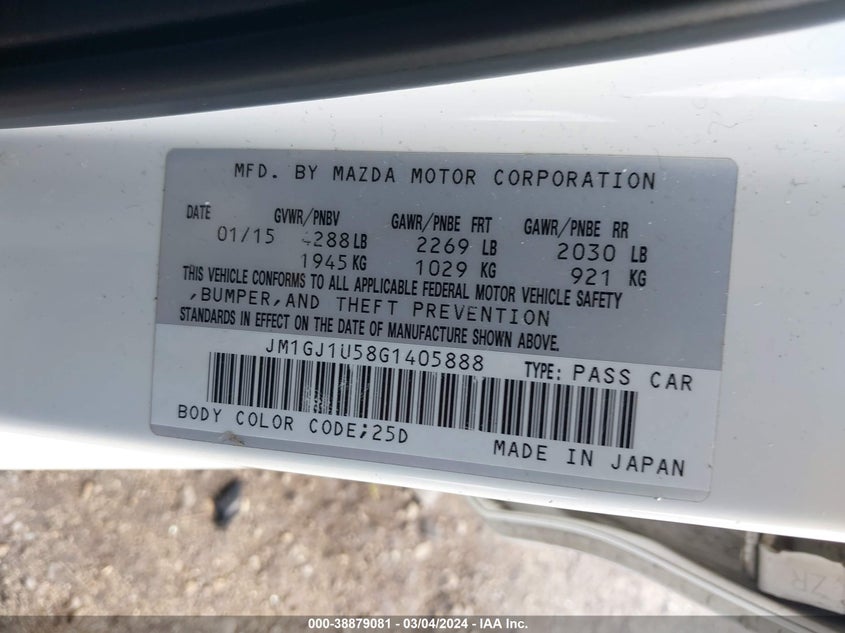 MFD. BY MAZDA MOTOR CORPORATION
DATE GVWR/PNBV GAWR/PNBE FRT GAWR/PNBE RR
01/15 4288 LB 2269 LB 2030 LB
1945 KG 1029 KG 921 KG
THIS VEHICLE CONFORMS TO ALL APPLICABLE FEDERAL MOTOR VEHICLE SAFETY
,BUMPER,AND THEFT PREVENTION
STANDARDS IN EFFECT ON THE DATE OF MANUFACTURE SHOWN ABOVE.
JM1GJ1U58G1405888 TYPE: PASS CAR
BODY COLOR CODE;25D
MADE IN JAPAN
ZR
000-38879081 - 03/04/2024 - IAA Inc.